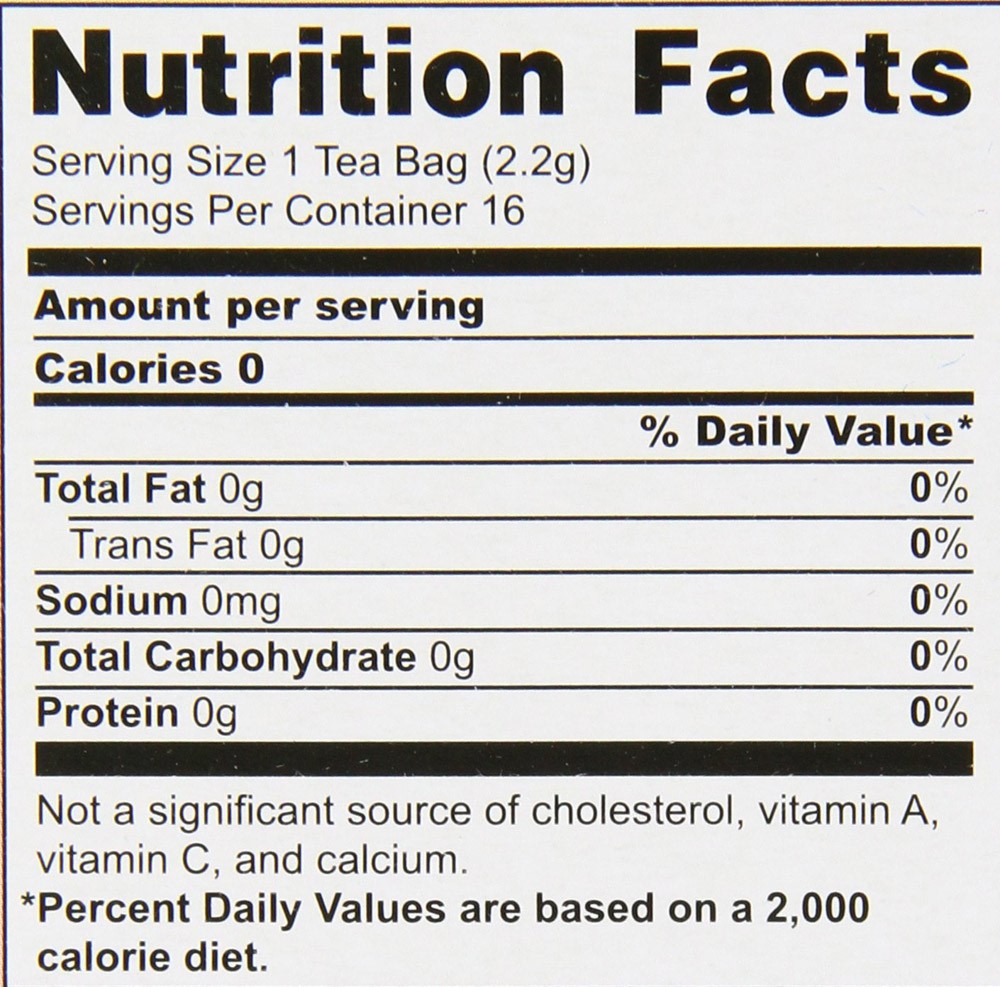 Nutrition Facts
Serving Size 1 Tea Bag (2.2g)
Servings Per Container 16
Amount per serving
Calories 0
% Daily Value*
Total Fat 0g 0%
Trans Fat 0g 0%
Sodium 0mg 0%
Total Carbohydrate 0g 0%
Protein 0g 0%
Not a significant source of cholesterol, vitamin A,
vitamin C, and calcium.
*Percent Daily Values are based on a 2,000
calorie diet.